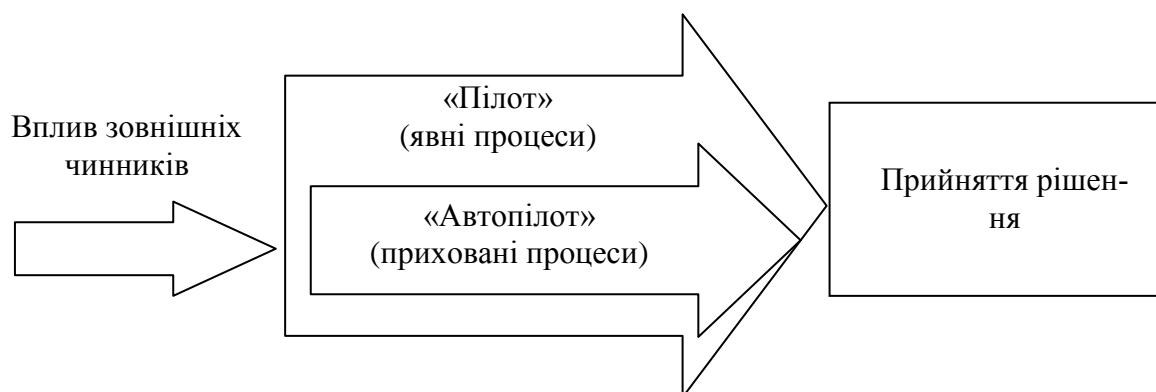 Вплив зовнішніх
чинників
«Пілот»
(явні процеси)
«Автопілот»
(приховані процеси)
Прийняття рішен-
ня